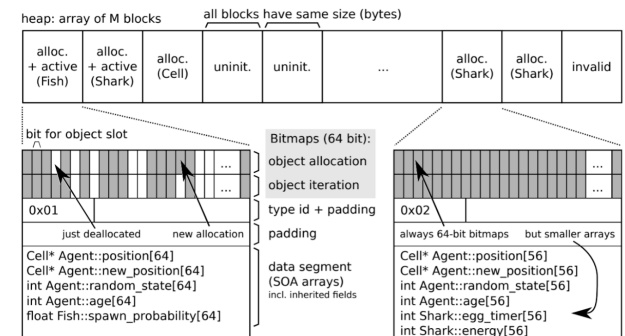 heap: array of M blocks
all blocks have same size (bytes)
alloc.
+ active
(Fish)
alloc.
+ active
(Shark)
alloc.
(Cell)
uninit.
uninit.
...
alloc.
(Shark)
alloc.
(Shark)
invalid
bit for object slot
...
...
0x01
just deallocated
new allocation
Cell* Agent::position[64]
Cell* Agent::new_position[64]
int Agent::random_state[64]
int Agent::age[64]
float Fish::spawn_probability[64]
Bitmaps (64 bit):
object allocation
object iteration
type id + padding
padding
data segment
(SOA arrays)
incl. inherited fields
...
...
0x02
always 64-bit bitmaps
but smaller arrays
Cell* Agent::position[56]
Cell* Agent::new_position[56]
int Agent::random_state[56]
int Agent::age[56]
int Shark::egg_timer[56]
int Shark::energy[56]